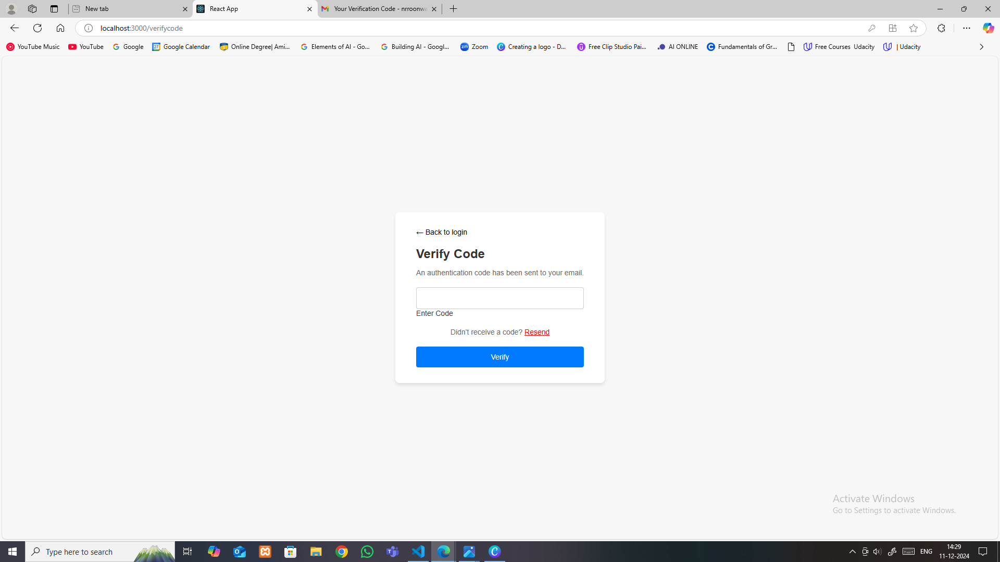 New tab
React App
Your Verification Code - nrroonwa
localhost:3000/verifycode
YouTube Music
YouTube
Google
27
Google Calendar
Online Degree| Ami...
Elements of AI - Go...
Building AI - Googl...
zm
Zoom
Creating a logo - D...
Free Clip Studio Pai...
AI ONLINE
Fundamentals of Gr...
Free Courses Udacity
| Udacity
← Back to login
Verify Code
An authentication code has been sent to your email.
Enter Code
Didn’t receive a code? Resend
Verify
Activate Windows
Go to Settings to activate Windows.
Type here to search
ENG
14:29
11-12-2024